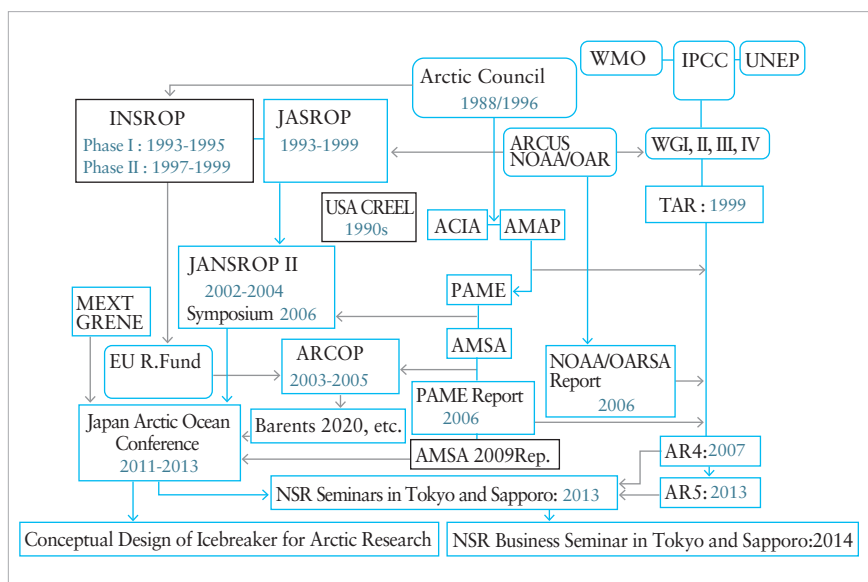 WMO
IPCC
UNEP
Arctic Council
1988/1996
INSROP
Phase I : 1993-1995
Phase II : 1997-1999
JASROP
1993-1999
ARCUS
NOAA/OAR
WGI, II, III, IV
USA CREEL
1990s
TAR : 1999
ACIA
AMAP
JANSROP II
2002-2004
Symposium 2006
PAME
MEXT
GRENE
AMSA
EU R.Fund
ARCOP
2003-2005
NOAA/OARSA
Report
2006
PAME Report
2006
Japan Arctic Ocean
Conference
2011-2013
Barents 2020, etc.
AMSA 2009Rep.
AR4:2007
AR5: 2013
NSR Seminars in Tokyo and Sapporo: 2013
Conceptual Design of Icebreaker for Arctic Research
NSR Business Seminar in Tokyo and Sapporo:2014